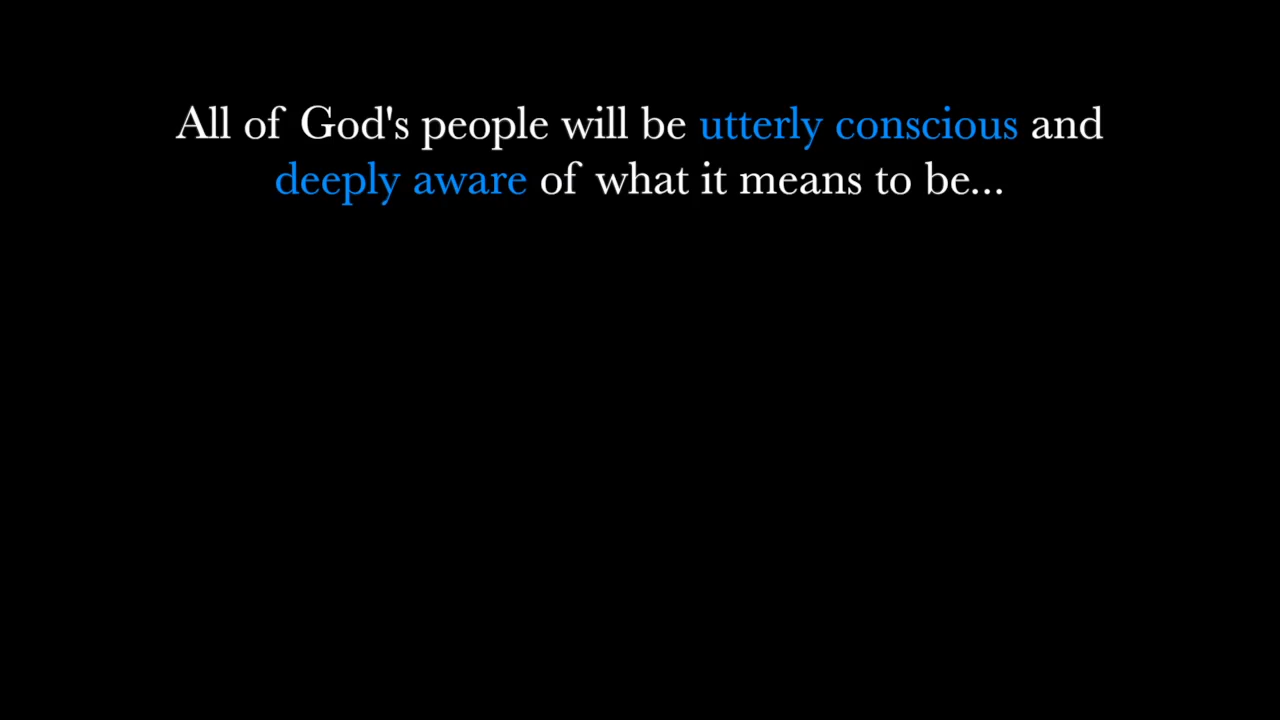 All of God's people will be utterly conscious and
deeply aware of what it means to be...